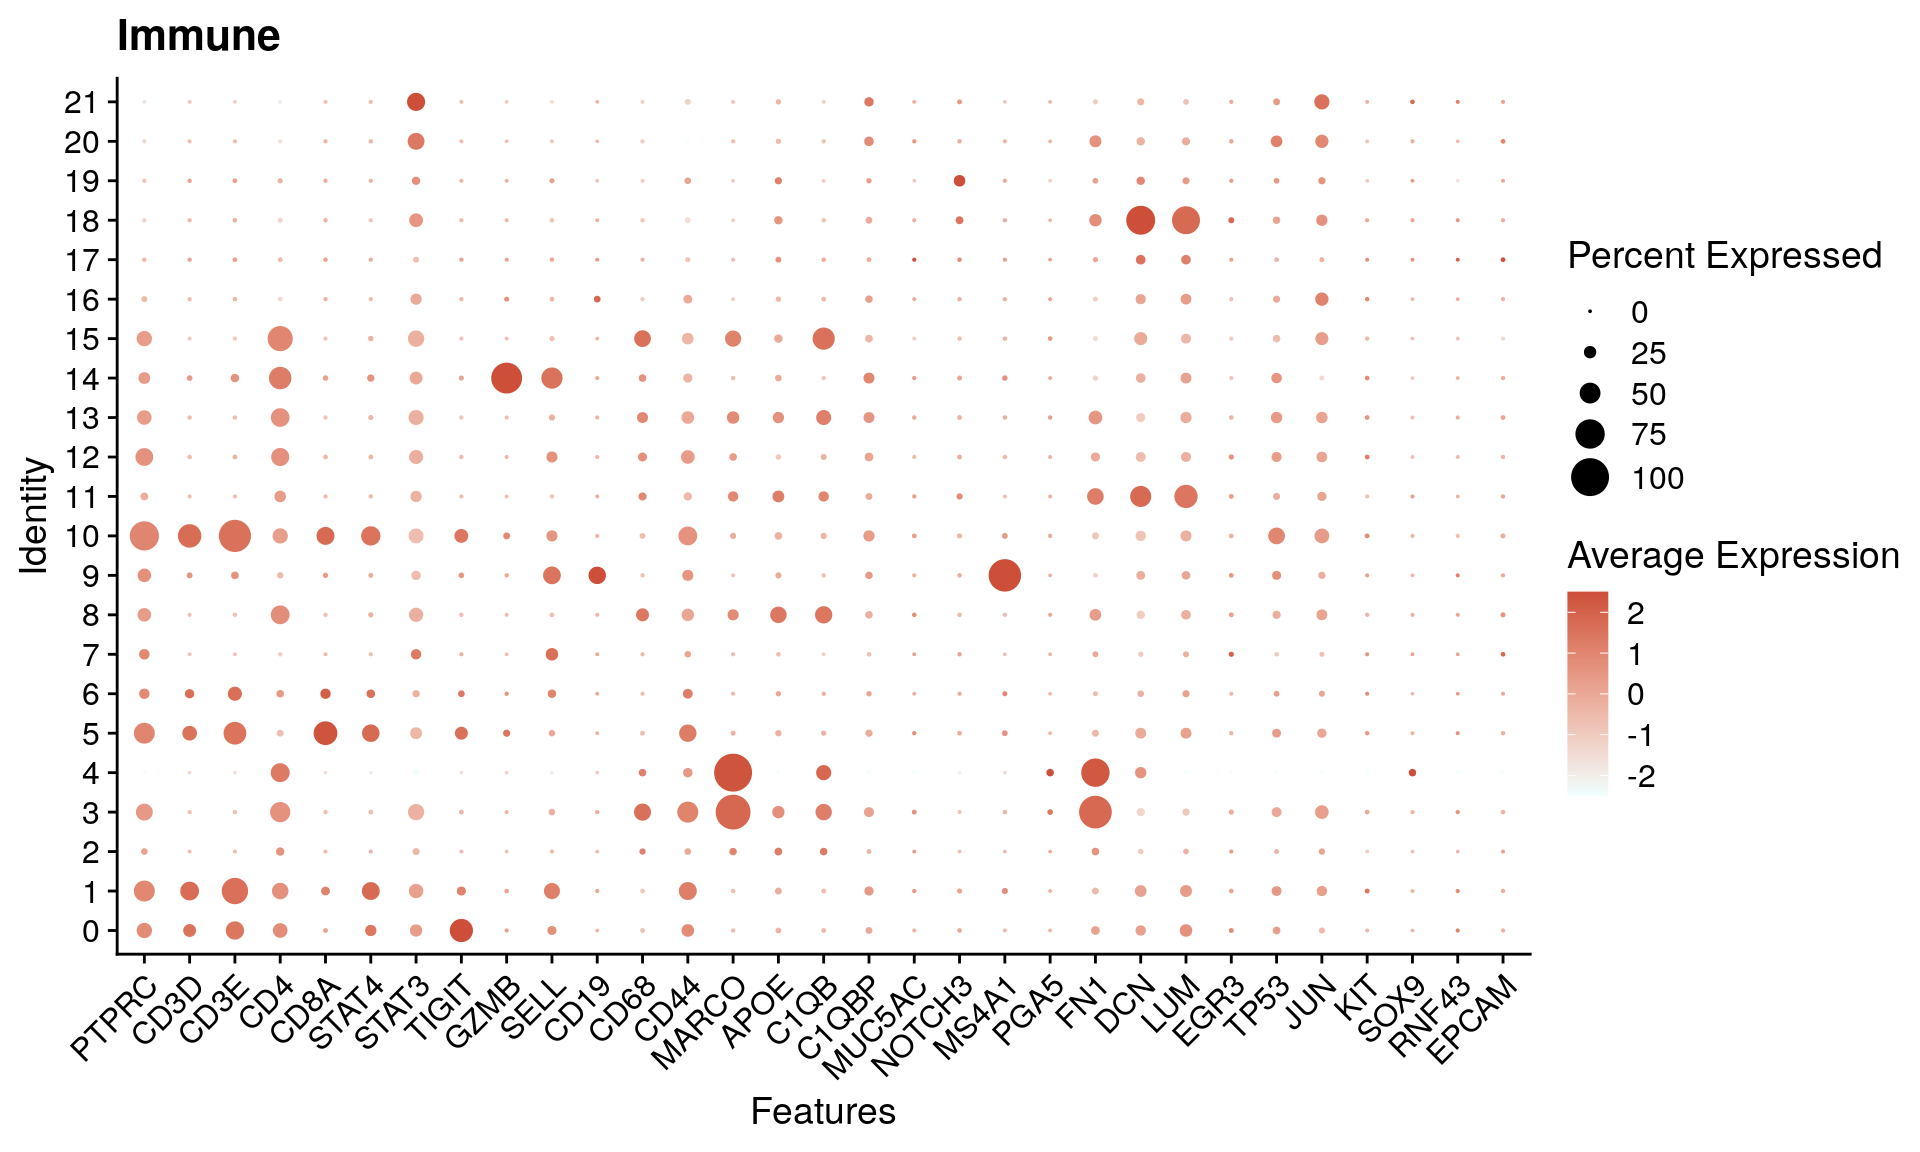 Immune
21
20
19
18
17
16
15
14
13
12
11
10
9
8
7
6
5
4
3
2
1
0
Identity
PTPRC
CD3D
CD3E
CD4
CD8A
STAT4
STAT3
TIGIT
GZMB
SELL
CD19
CD68
CD44
MARCO
APOE
C1QB
C1QBP
MUC5AC
NOTCH3
MS4A1
PGA5
FN1
DCN
LUM
EGR3
TP53
JUN
KIT
SOX9
RNF43
EPCAM
Features
Percent Expressed
0
25
50
75
100
Average Expression
2
1
0
-1
-2